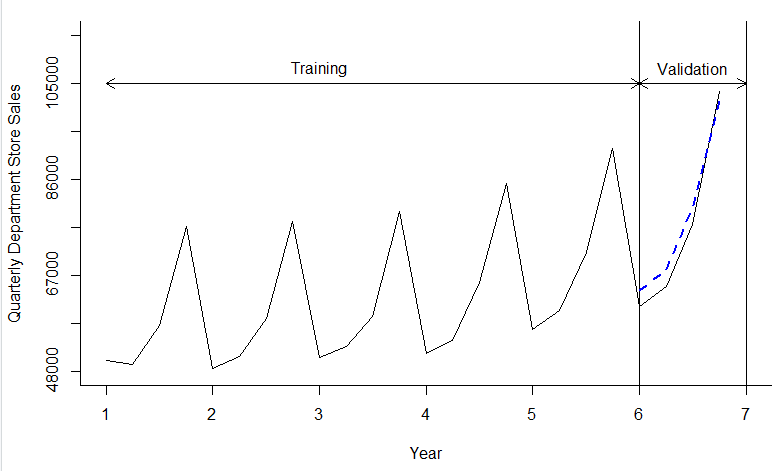 Training
Validation
Quarterly Department Store Sales
105000
86000
67000
48000
1 2 3 4 5 6 7
Year